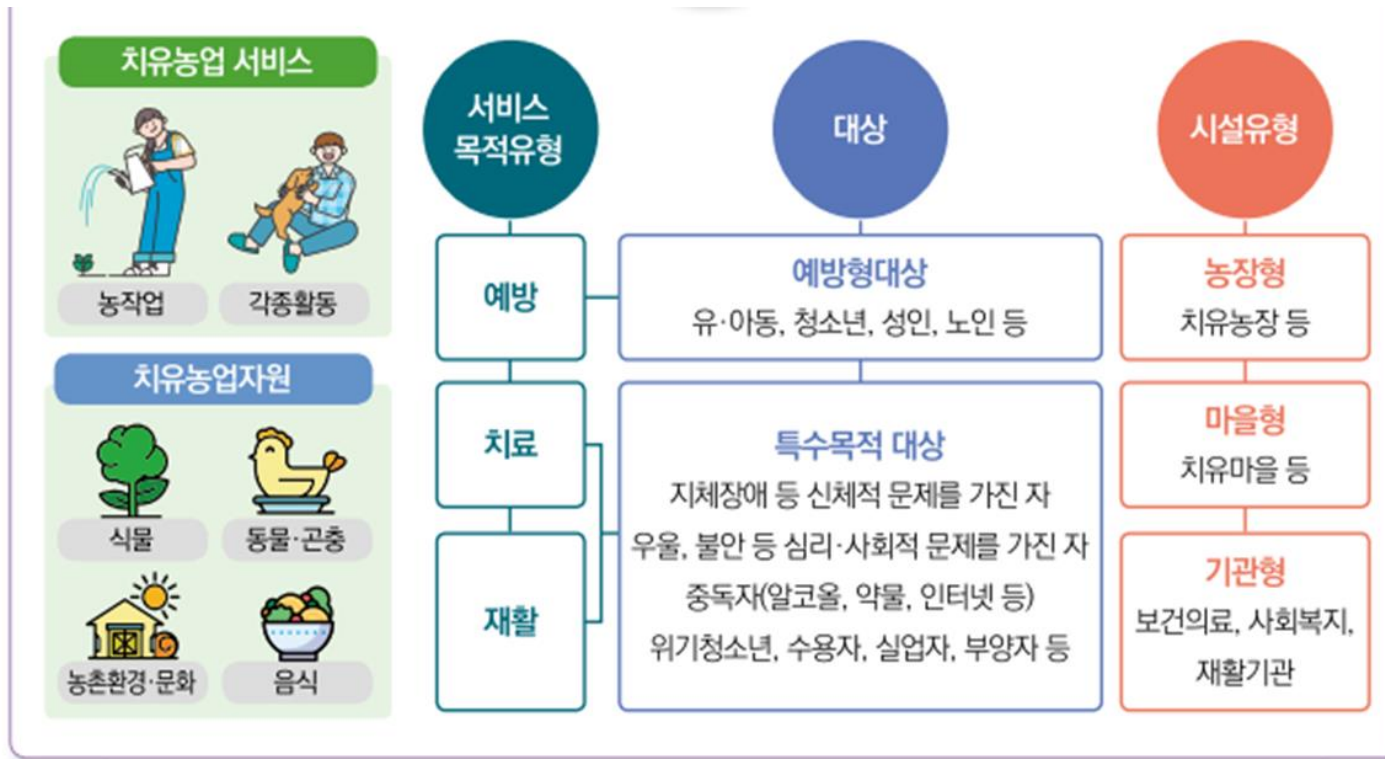 치유농업 서비스
농작업
각종활동
치유농업자원
식물
동물·곤충
농촌환경·문화
음식
서비스
목적유형
예방
치료
재활
대상
예방형대상
유·아동, 청소년, 성인, 노인 등
특수목적 대상
지체장애 등 신체적 문제를 가진 자
우울, 불안 등 심리·사회적 문제를 가진 자
중독자(알코올, 약물, 인터넷 등)
위기청소년, 수용자, 실업자, 부양자 등
시설유형
농장형
치유농장 등
마을형
치유마을 등
기관형
보건의료, 사회복지,
재활기관